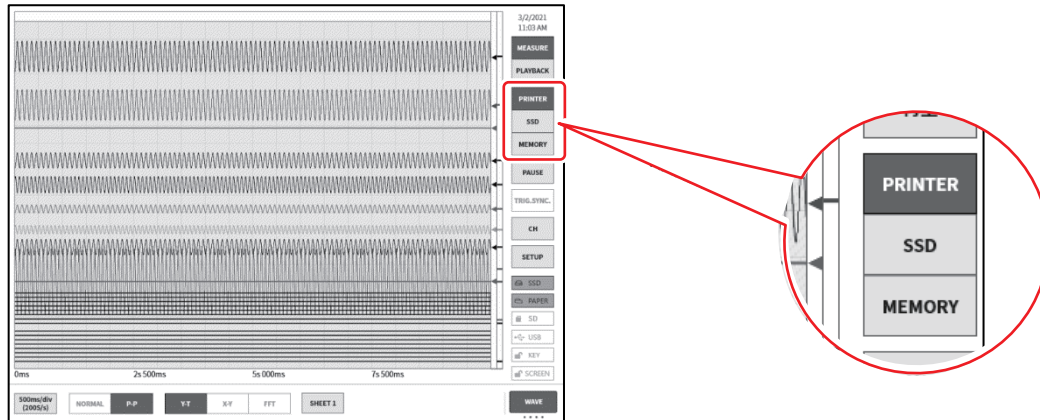 3/2/2021
11:03 AM
MEASURE
PLAYBACK
PRINTER
SSD
MEMORY
PAUSE
TRIG.SYNC.
CH
SETUP
SSD
PAPER
SD
USB
KEY
SCREEN
0ms 2s 500ms 5s 000ms 7s 500ms
500ms/div
(200S/s)
NORMAL P-P Y-T X-Y FFT SHEET 1 WAVE
PRINTER
SSD
MEMORY